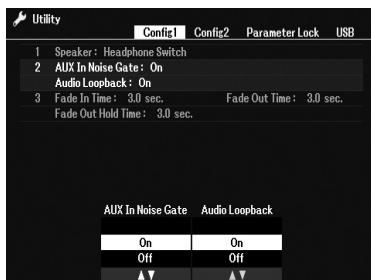 Utility
Config1 Config2 Parameter Lock USB
1 Speaker: Headphone Switch
2 AUX In Noise Gate: On
Audio Loopback: On
3 Fade In Time: 3.0 sec. Fade Out Time: 3.0 sec.
Fade Out Hold Time: 3.0 sec.
AUX In Noise Gate Audio Loopback
On On
Off Off